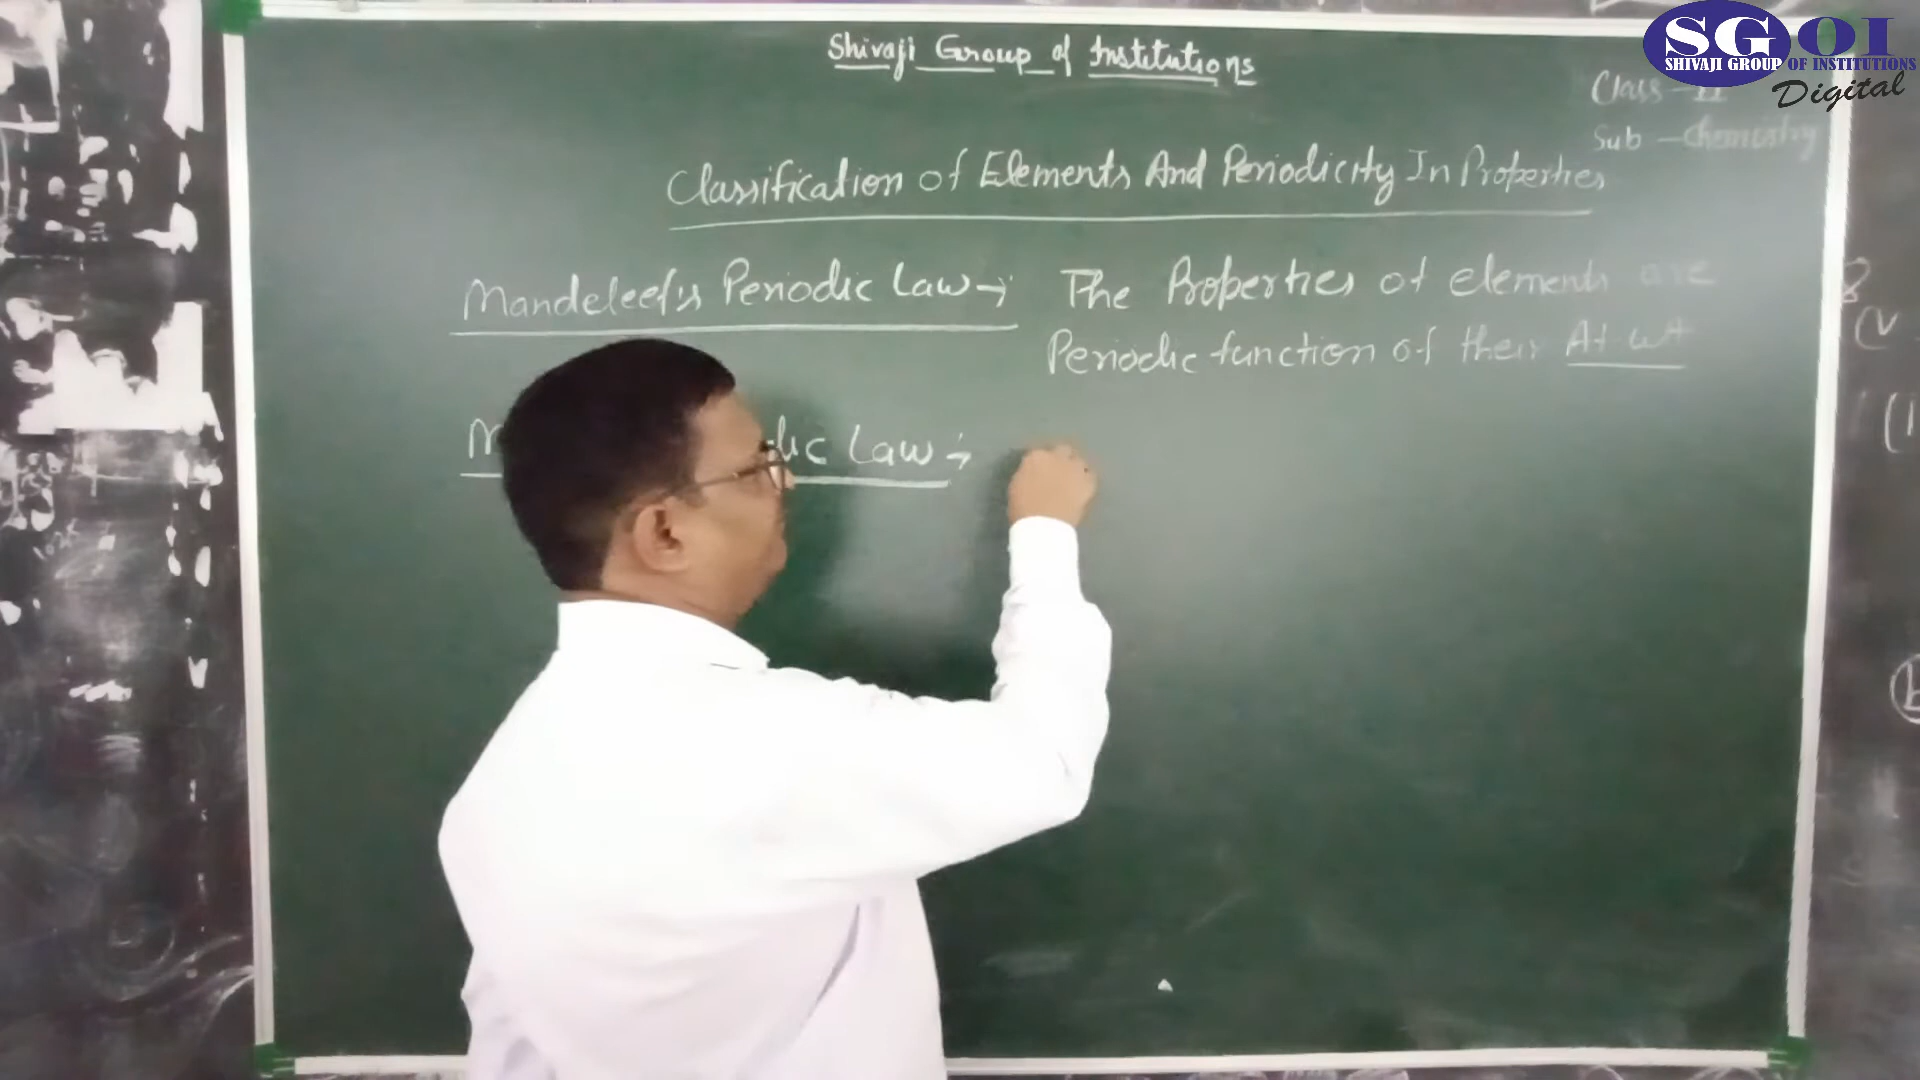 Shivaji Group of Institutions
SGOI
SHIVAJI GROUP OF INSTITUTIONS
Digital
Class - 11
Sub - Chemistry
Classification of Elements And Periodicity In Properties
Mandeleef's Periodic Law → The Properties of elements are
Periodic function of their At wt
Law →